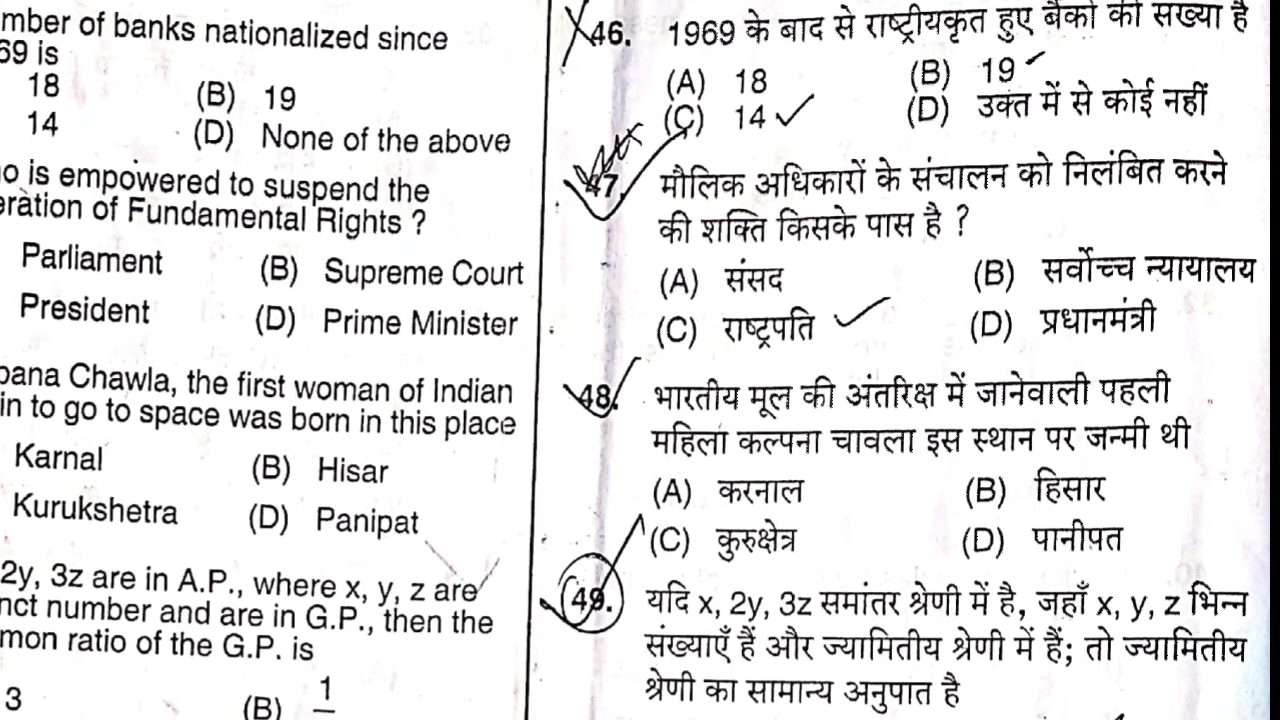 mber of banks nationalized since
69 is
18 (B) 19
14 (D) None of the above
o is empowered to suspend the
eration of Fundamental Rights ?
Parliament (B) Supreme Court
President (D) Prime Minister
pana Chawla, the first woman of Indian
in to go to space was born in this place
Karnal (B) Hisar
Kurukshetra (D) Panipat
2y, 3z are in A.P., where x, y, z are
nct number and are in G.P., then the
mon ratio of the G.P. is
3 (B) 1
46. 1969 के बाद से राष्ट्रीयकृत हुए बैंकों की संख्या है
(A) 18 (B) 19
(C) 14 (D) उक्त में से कोई नहीं
47. मौलिक अधिकारों के संचालन को निलंबित करने
की शक्ति किसके पास है ?
(A) संसद (B) सर्वोच्च न्यायालय
(C) राष्ट्रपति (D) प्रधानमंत्री
48. भारतीय मूल की अंतरिक्ष में जानेवाली पहली
महिला कल्पना चावला इस स्थान पर जन्मी थी
(A) करनाल (B) हिसार
(C) कुरुक्षेत्र (D) पानीपत
49. यदि x, 2y, 3z समांतर श्रेणी में है, जहाँ x, y, z भिन्न
संख्याएँ हैं और ज्यामितीय श्रेणी में हैं; तो ज्यामितीय
श्रेणी का सामान्य अनुपात है